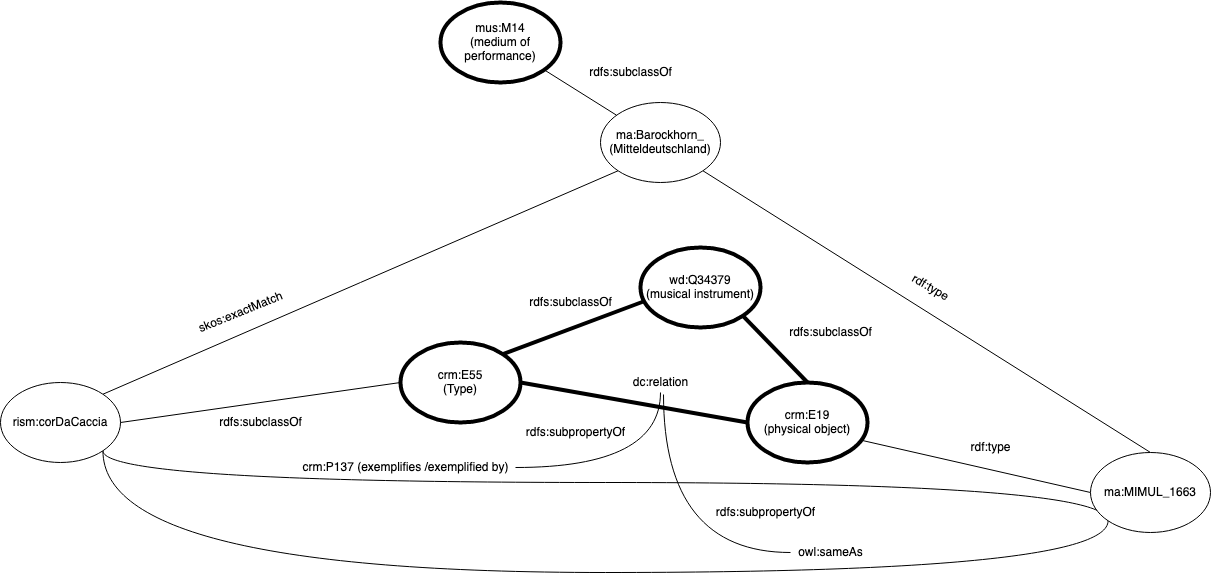 mus:M14
(medium of
performance)
rdfs:subclassOf
ma:Barockhorn_
(Mitteldeutschland)
wd:Q34379
(musical instrument)
rdf:type
skos:exactMatch
rdfs:subclassOf
rdfs:subclassOf
crm:E55
(Type)
dc:relation
rism:corDaCaccia
rdfs:subclassOf
crm:E19
(physical object)
rdfs:subpropertyOf
rdf:type
crm:P137 (exemplifies /exemplified by)
ma:MIMUL_1663
rdfs:subpropertyOf
owl:sameAs